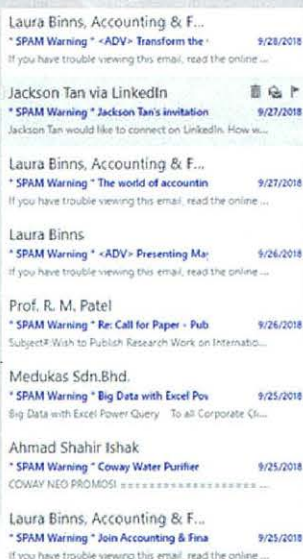 Laura Binns, Accounting & F...
* SPAM Warning * <ADV> Transform the 9/28/2018
If you have trouble viewing this email, read the online ...
Jackson Tan via LinkedIn
* SPAM Warning * Jackson Tan's invitation 9/27/2018
Jackson Tan would like to connect on LinkedIn. How w...
Laura Binns, Accounting & F...
* SPAM Warning * The world of accountin 9/27/2018
If you have trouble viewing this email, read the online ...
Laura Binns
* SPAM Warning * <ADV> Presenting Ma 9/26/2018
If you have trouble viewing this email, read the online ...
Prof. R. M. Patel
* SPAM Warning * Re: Call for Paper - Pub 9/26/2018
Subject#:Wish to Publish Research Work on Internatio...
Medukas Sdn.Bhd.
* SPAM Warning * Big Data with Excel Pov 9/25/2018
Big Data with Excel Power Query To all Corporate Cli...
Ahmad Shahir Ishak
* SPAM Warning * Coway Water Purifier 9/25/2018
COWAY NEO PROMOSI =================== ...
Laura Binns, Accounting & F...
* SPAM Warning * Join Accounting & Fina 9/25/2018
If you have trouble viewing this email, read the online ...